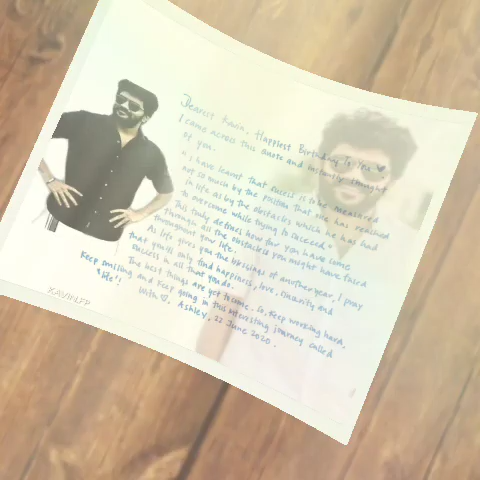 Dearest Kavin, Happiest Birthday To You
I came across this quote and instantly thought
of you.
"I have learnt that success is to be measured
not so much by the position that one has reached
in life as by the obstacles which he has had
to overcome while trying to succeed"
This truly defines how far you have come
through all the obstacles you might have faced
throughout your life.
As life gives you the blessings of another year, I pray
that you'll only find happiness, love, sincerity and
success in all that you do.
The best things are yet to come. So, keep working hard,
Keep smiling and keep going in this interesting journey called
'life'!
With ♡, Ashley, 22 June 2020.
KAVINLFP